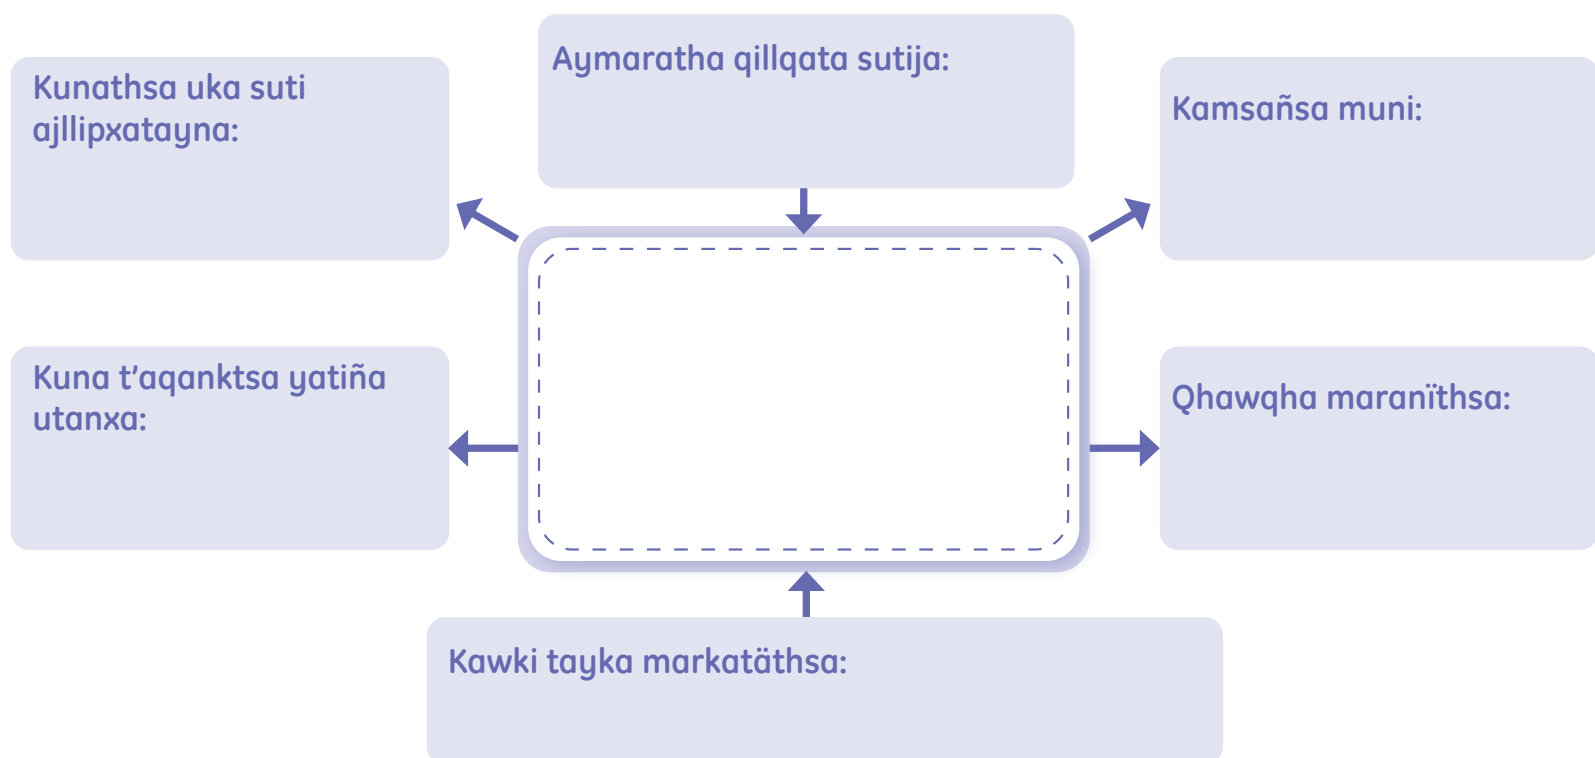 Aymaratha qillqata sutija:
Kunathsa uka suti
ajllipxatayna:
Kamsañsa muni:
Kuna t'aqanktsa yatiña
utanxa:
Qhawqha maranïthsa:
Kawki tayka markatäthsa: